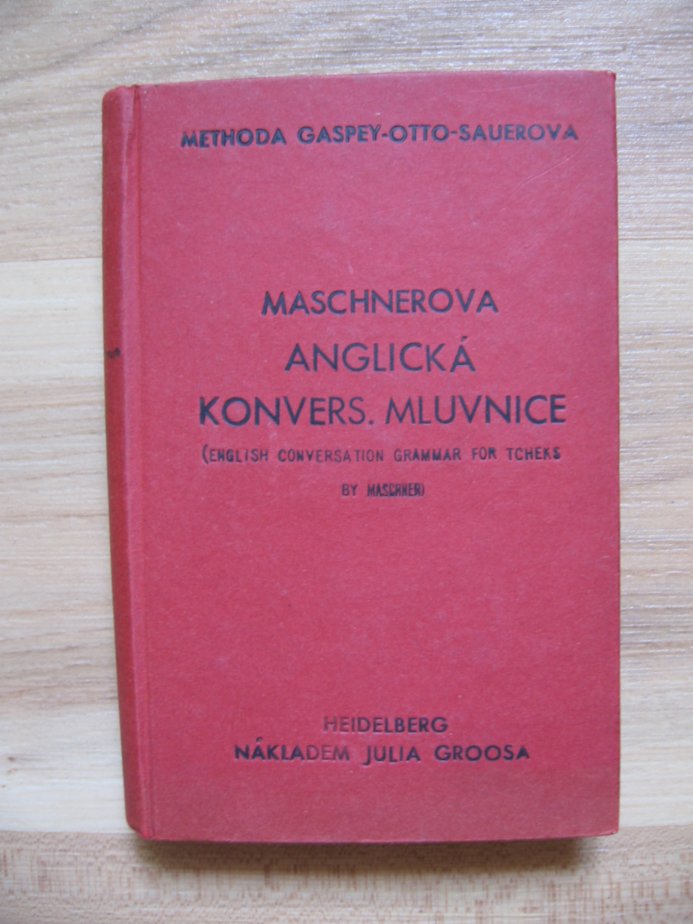 METHODA GASPEY-OTTO-SAUEROVA
MASCHNEROVA
ANGLICKÁ
KONVERS. MLUVNICE
(ENGLISH CONVERSATION GRAMMAR FOR TCHEKS
BY MASCHNER)
HEIDELBERG
NÁKLADEM JULIA GROOSA